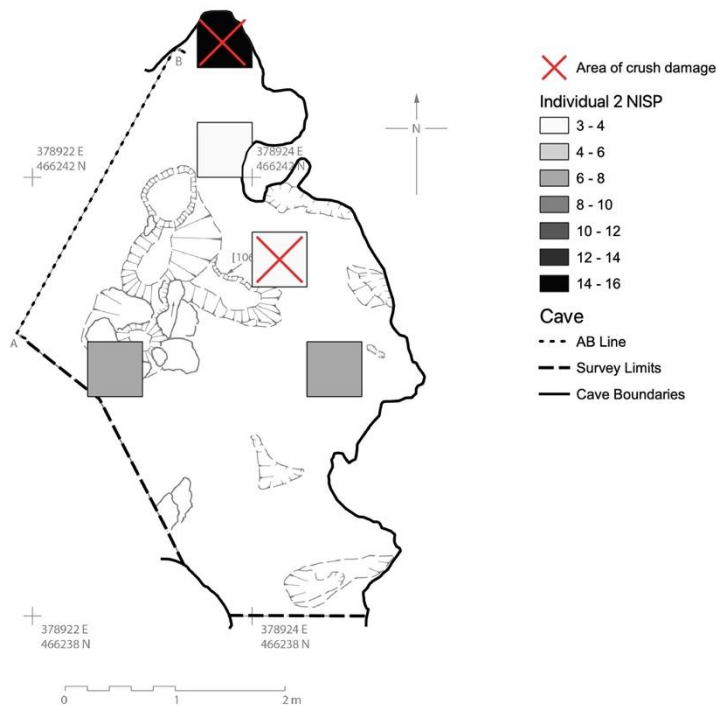 B
378922 E
466242 N
378924 E
466242 N
N
[106
A
378922 E
466238 N
378924 E
466238 N
0 1 2 m
Area of crush damage
Individual 2 NISP
3 - 4
4 - 6
6 - 8
8 - 10
10 - 12
12 - 14
14 - 16
Cave
AB Line
Survey Limits
Cave Boundaries